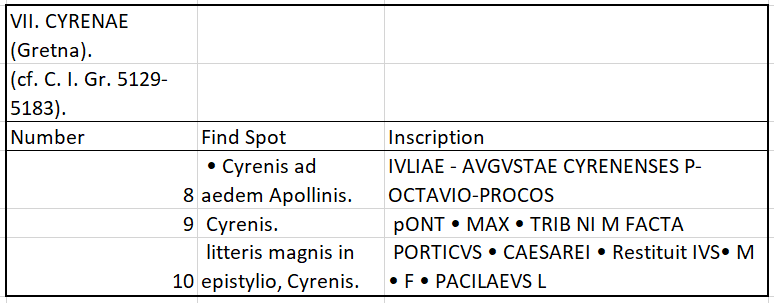 VII. CYRENAE
(Gretna).
(cf. C. I. Gr. 5129-
5183).
Number Find Spot Inscription
• Cyrenis ad IVLIAE - AVGVSTAE CYRENENSES P-
8 aedem Apollinis. OCTAVIO-PROCOS
9 Cyrenis. pONT • MAX • TRIB NI M FACTA
litteris magnis in PORTICVS • CAESAREI • Restituit IVS• M
10 epistylio, Cyrenis. • F • PACILAEVS L